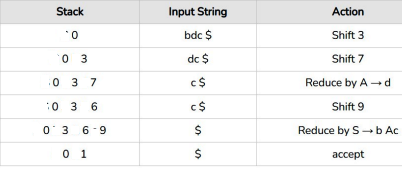 Stack Input String Action
0 bdc $ Shift 3
0 3 dc $ Shift 7
0 3 7 c $ Reduce by A → d
0 3 6 c $ Shift 9
0 3 6 9 $ Reduce by S → b Ac
0 1 $ accept